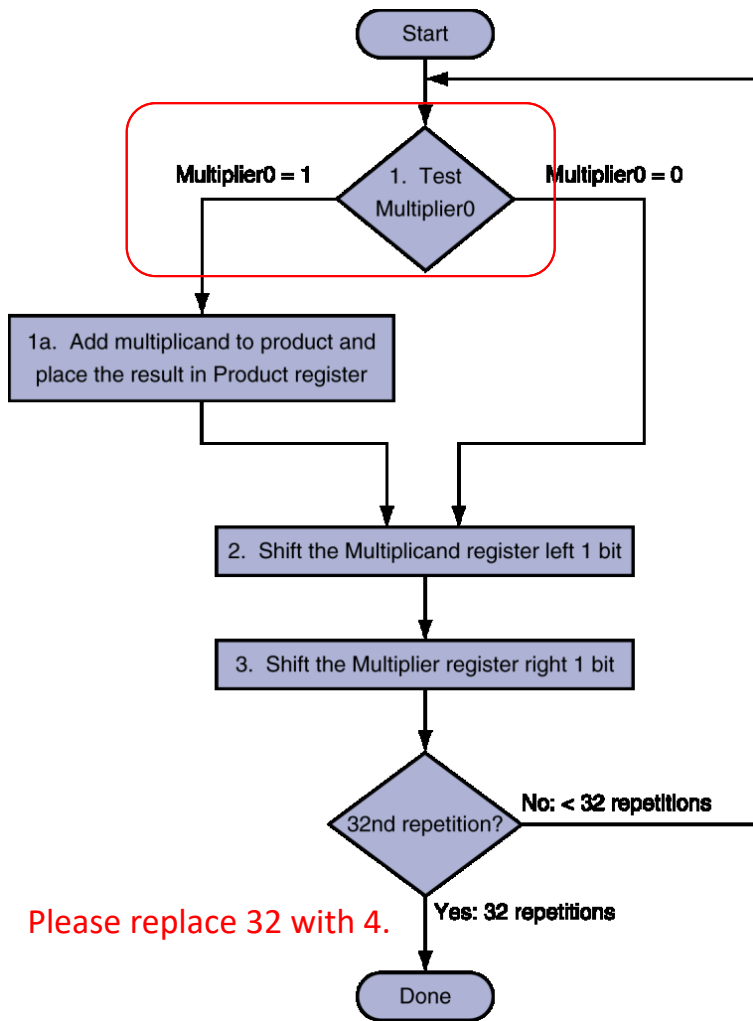 Start
Multiplier0 = 1
1. Test
Multiplier0
Multiplier0 = 0
1a. Add multiplicand to product and
place the result in Product register
2. Shift the Multiplicand register left 1 bit
3. Shift the Multiplier register right 1 bit
32nd repetition?
No: < 32 repetitions
Yes: 32 repetitions
Please replace 32 with 4.
Done